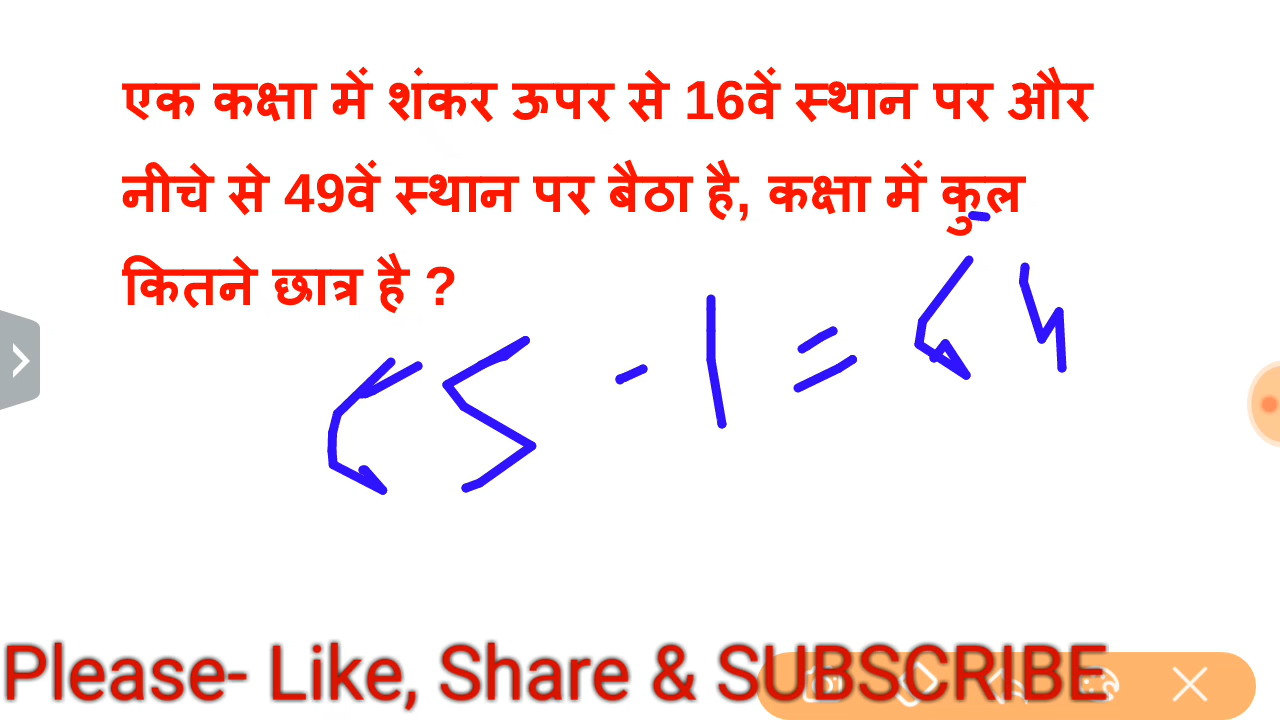 एक कक्षा में शंकर ऊपर से 16वें स्थान पर और
नीचे से 49वें स्थान पर बैठा है, कक्षा में कुल
कितने छात्र है ?
65 - 1 = 64
Please- Like, Share & SUBSCRIBE